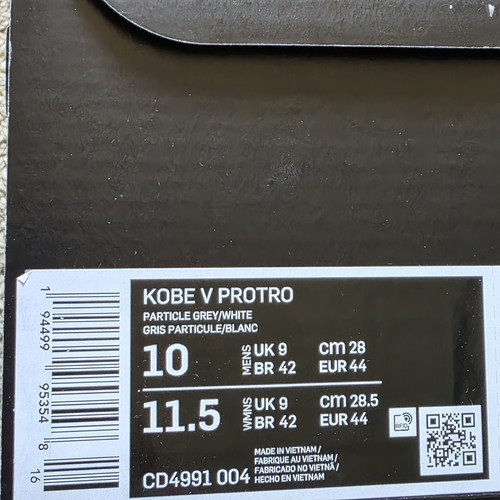 KOBE V PROTRO
PARTICLE GREY/WHITE
GRIS PARTICULE/BLANC
10 MENS UK 9 CM 28
BR 42 EUR 44
11.5 WMNS UK 9 CM 28.5
BR 42 EUR 44
RFID
MADE IN VIETNAM /
FABRIQUE AU VIETNAM /
FABRICADO NO VIETNÃ /
HECHO EN VIETNAM
CD4991 004
1 94499 95354 8
16